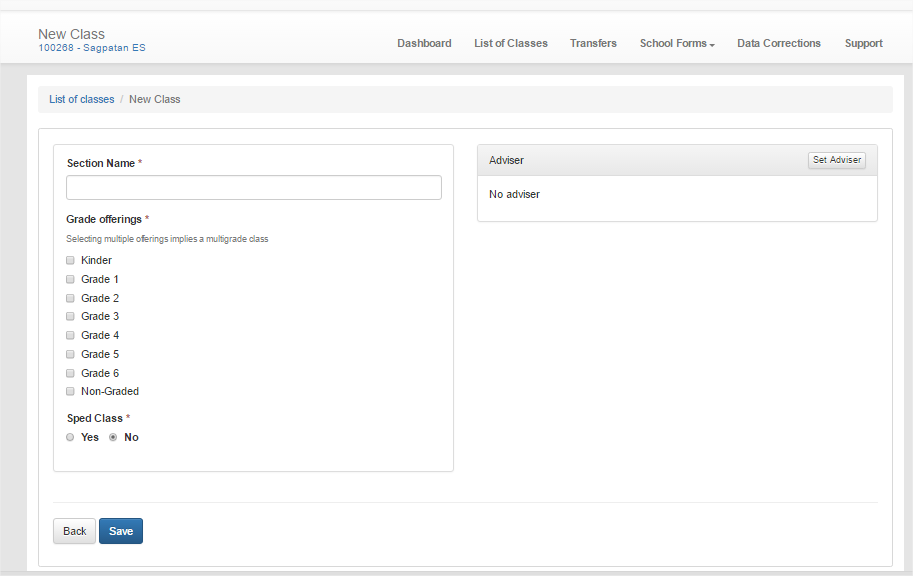 New Class
100268 - Sagpatan ES
Dashboard List of Classes Transfers School Forms Data Corrections Support
List of classes / New Class
Section Name *
Grade offerings *
Selecting multiple offerings implies a multigrade class
Kinder
Grade 1
Grade 2
Grade 3
Grade 4
Grade 5
Grade 6
Non-Graded
Sped Class *
Yes No
Adviser Set Adviser
No adviser
Back Save